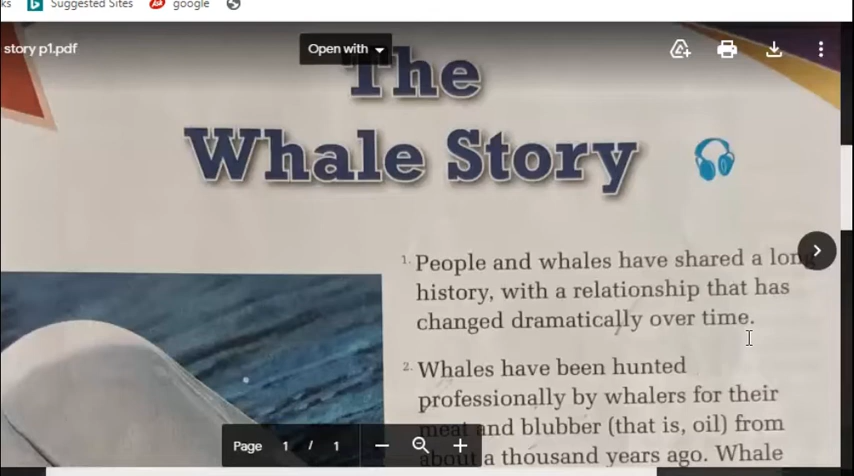 ks Suggested Sites Ask google
story p1.pdf
Open with
The
Whale Story
1. People and whales have shared a long
history, with a relationship that has
changed dramatically over time.
2. Whales have been hunted
professionally by whalers for their
meat and blubber (that is, oil) from
about a thousand years ago. Whale
Page 1 / 1